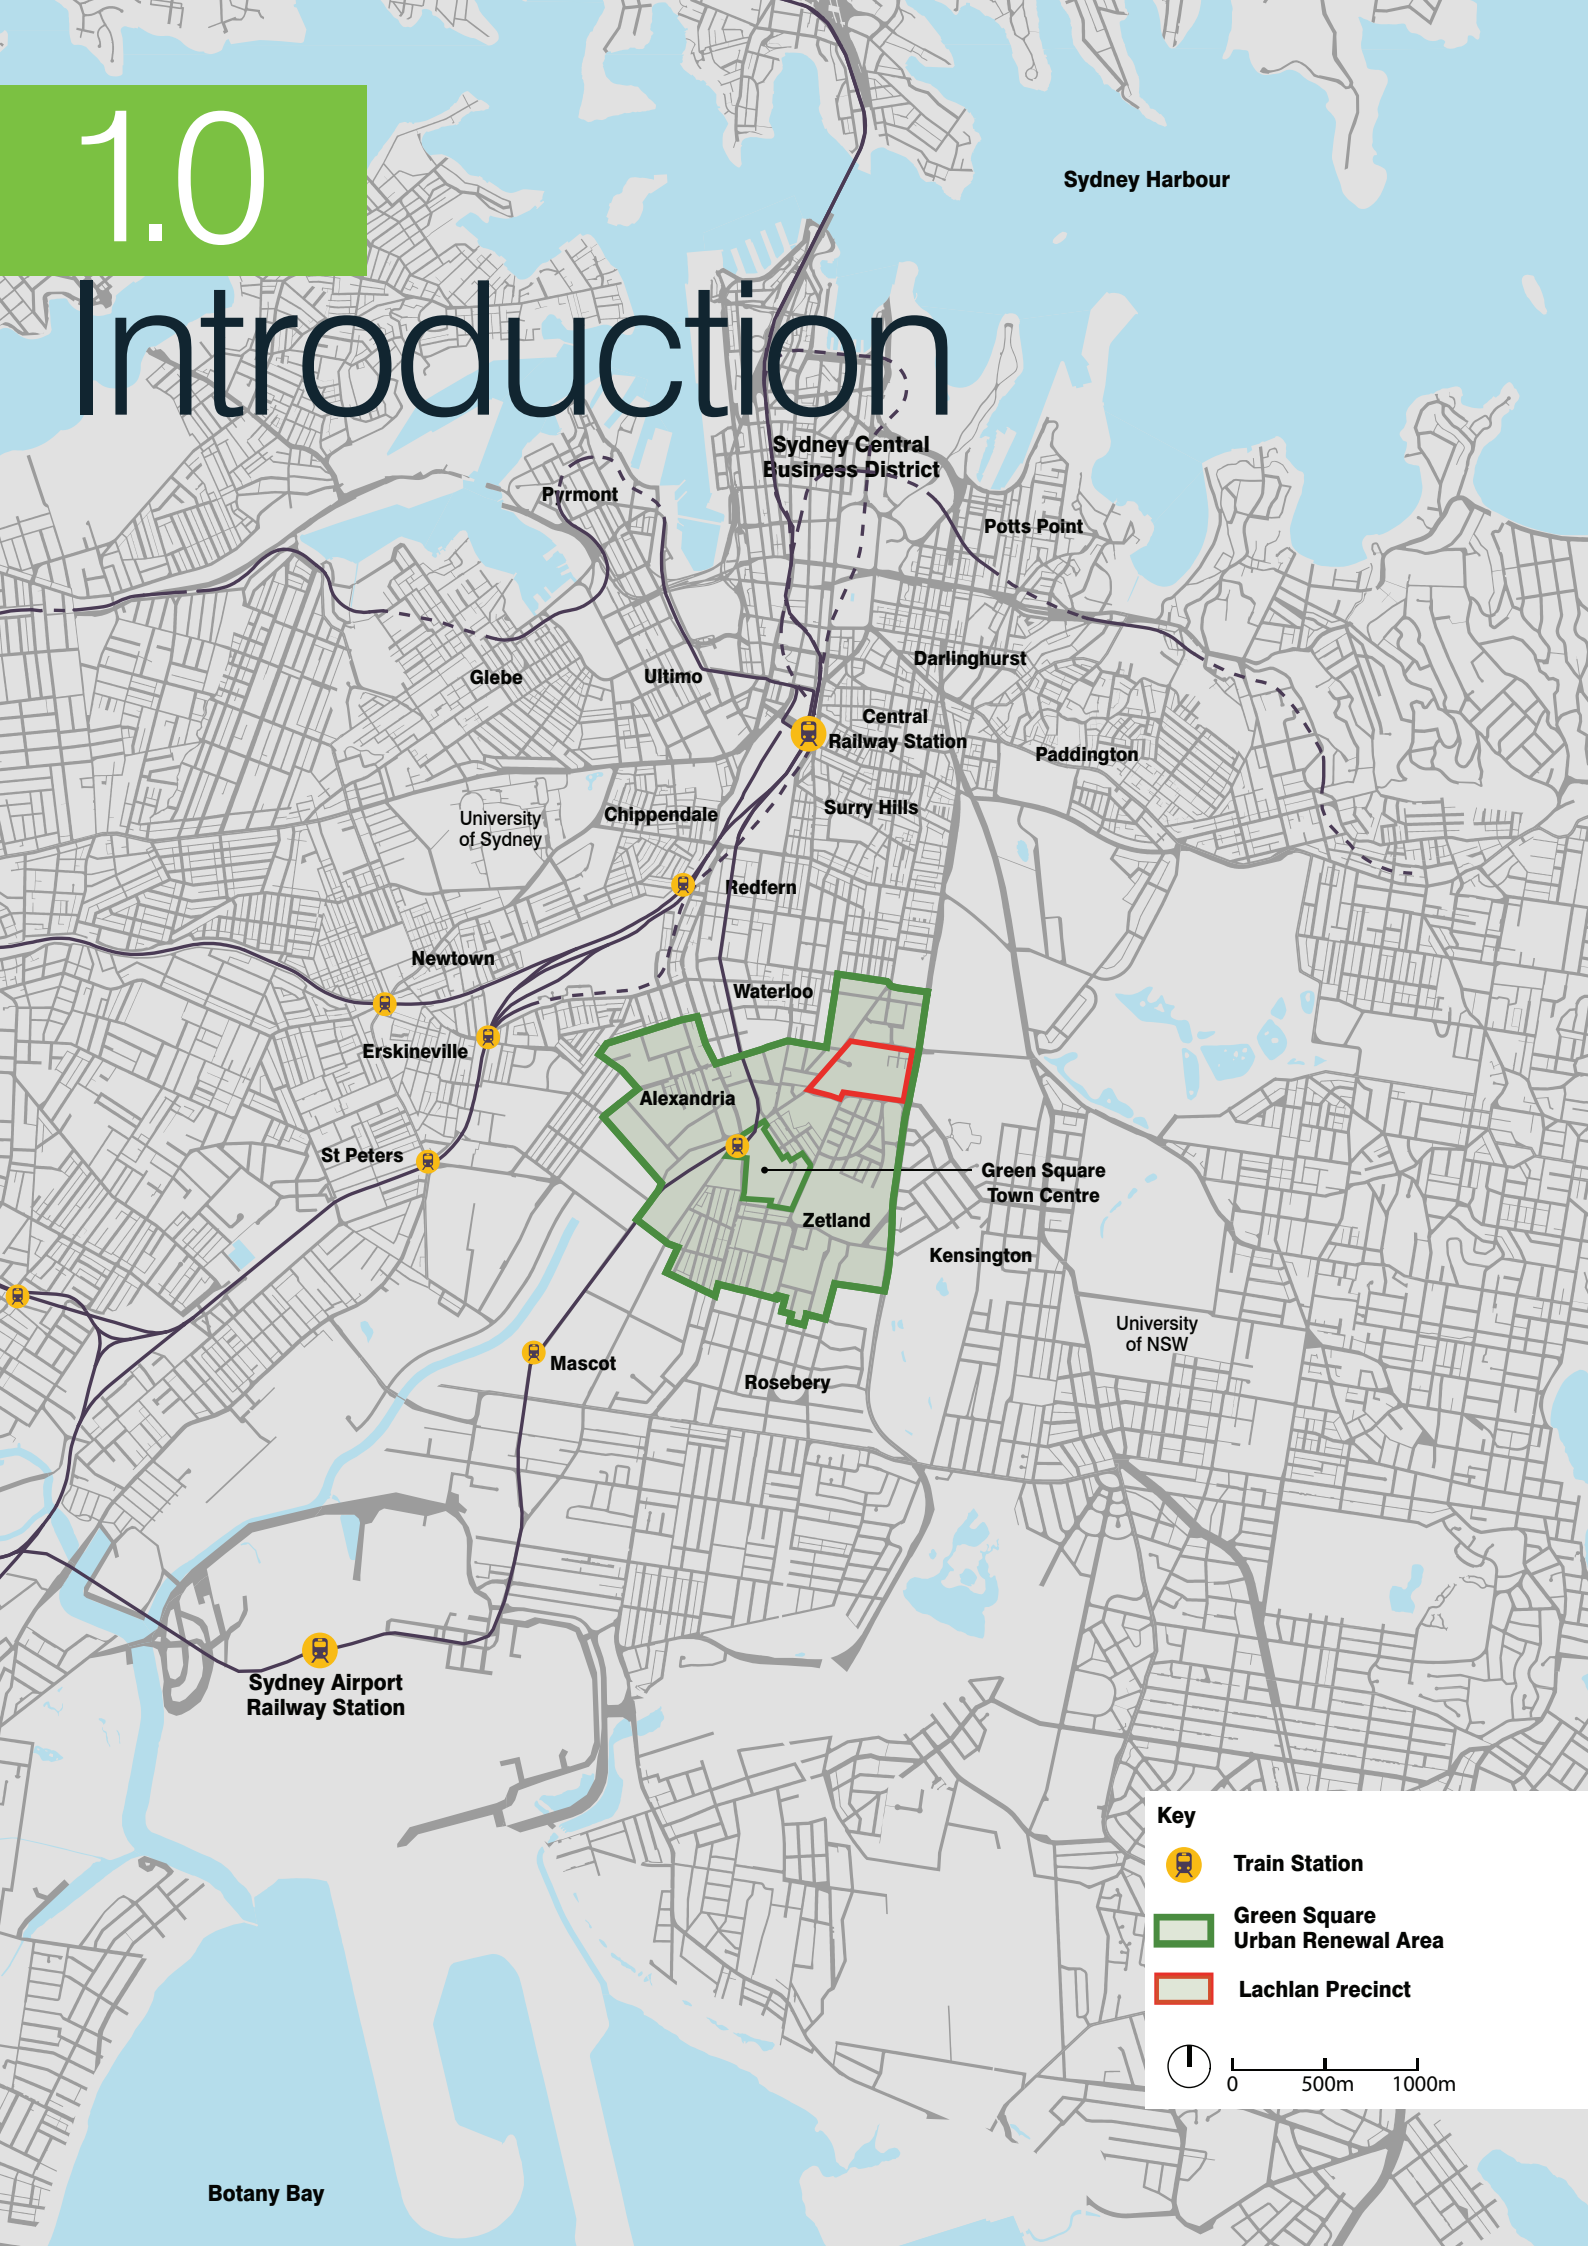 1.0
Introduction
Sydney Harbour
Sydney Central
Business District
Pyrmont
Potts Point
Darlinghurst
Glebe
Ultimo
Central
Railway Station
Paddington
University
of Sydney
Chippendale
Surry Hills
Redfern
Newtown
Waterloo
Erskineville
Alexandria
St Peters
Green Square
Town Centre
Zetland
Kensington
University
of NSW
Mascot
Rosebery
Sydney Airport
Railway Station
Key
Train Station
Green Square
Urban Renewal Area
Lachlan Precinct
0 500m 1000m
Botany Bay